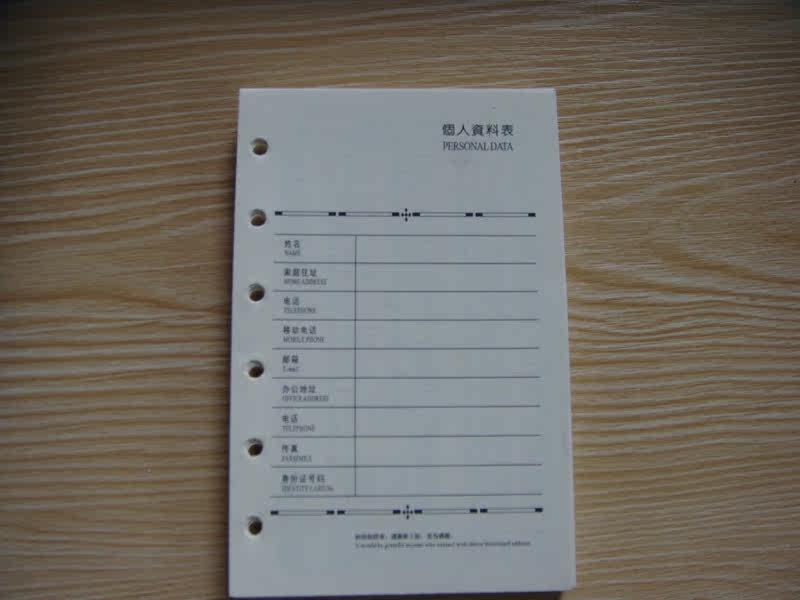 個人資料表
PERSONAL DATA
姓名
NAME
家庭住址
HOME ADDRESS
电话
TELEPHONE
移动电话
MOBILE PHONE
邮箱
E-mail
办公地址
OFFICE ADDRESS
电话
TELEPHONE
传真
FAXSIMILE
身份证号码
IDENTITY CARD No.